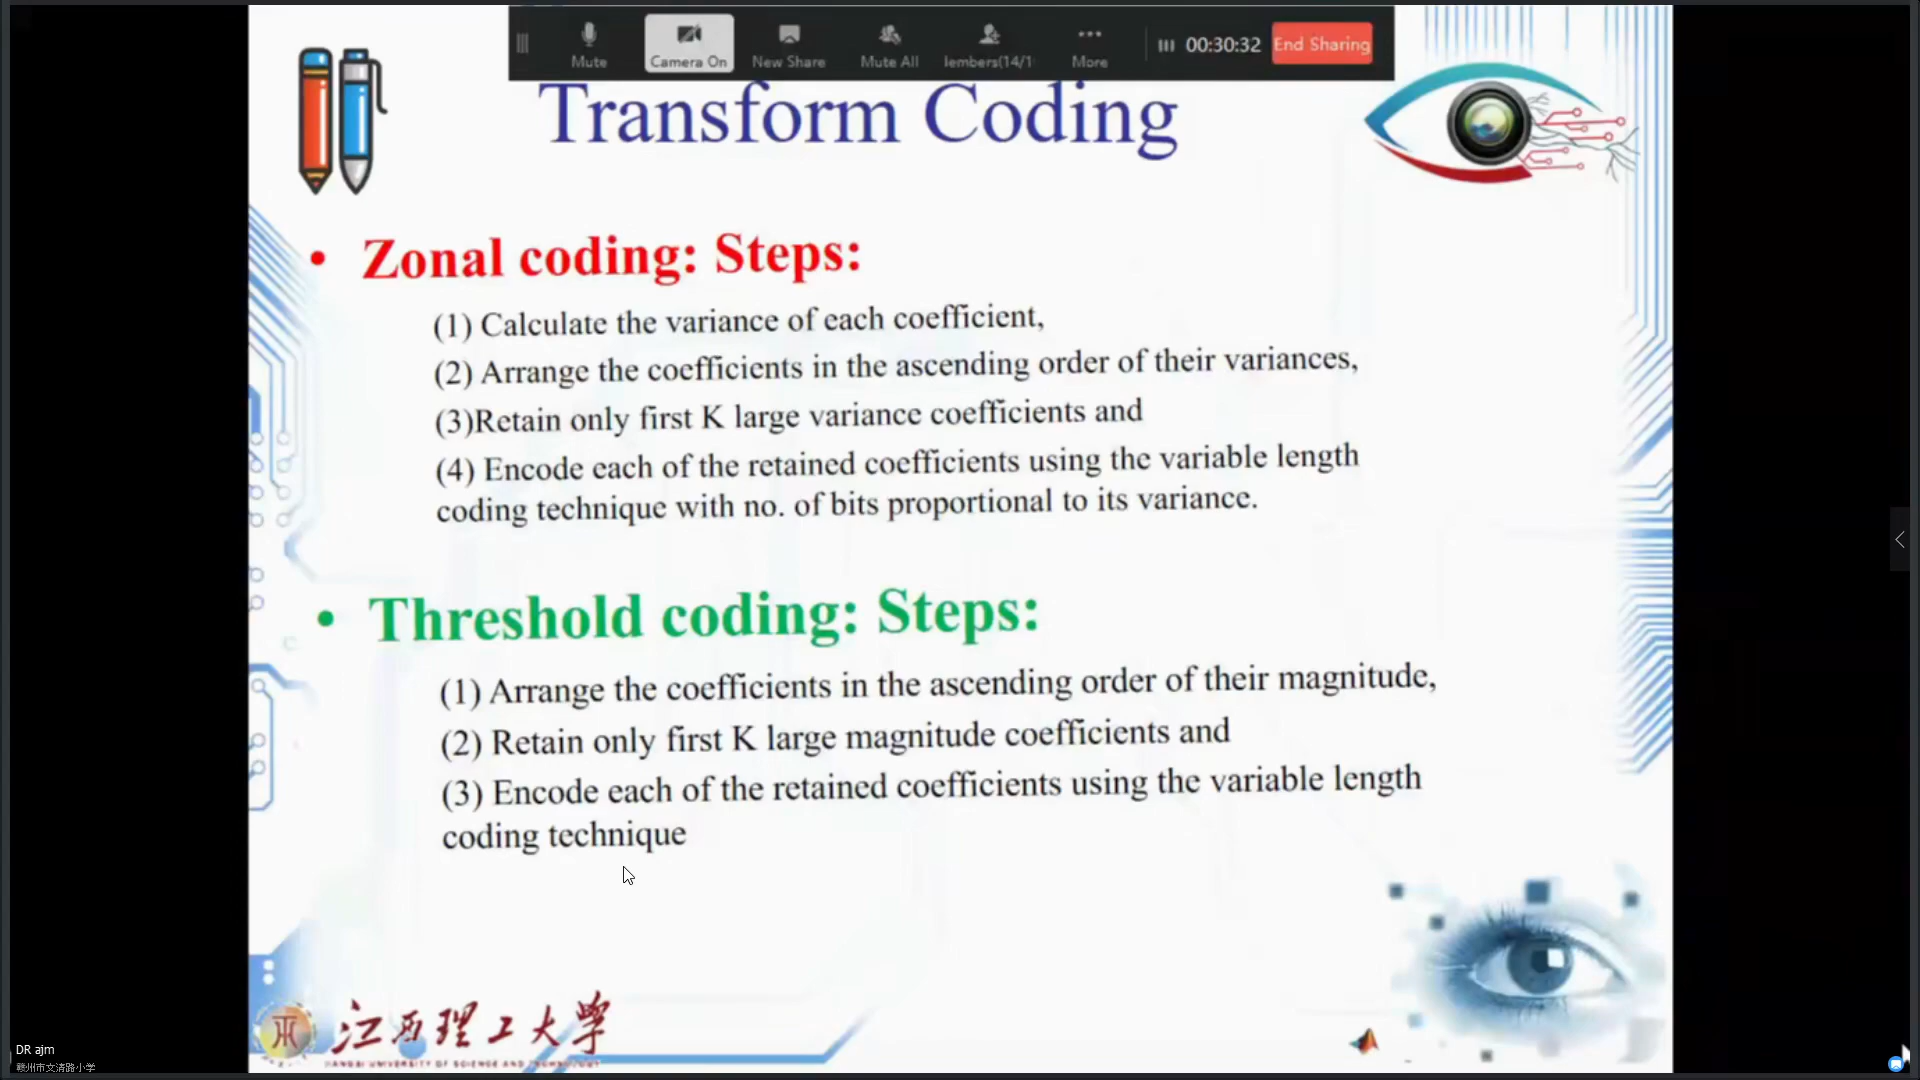 Mute
Camera On
New Share
Mute All
lembers(14/1
More
00:30:32
End Sharing
Transform Coding
• Zonal coding: Steps:
(1) Calculate the variance of each coefficient,
(2) Arrange the coefficients in the ascending order of their variances,
(3)Retain only first K large variance coefficients and
(4) Encode each of the retained coefficients using the variable length
coding technique with no. of bits proportional to its variance.
• Threshold coding: Steps:
(1) Arrange the coefficients in the ascending order of their magnitude,
(2) Retain only first K large magnitude coefficients and
(3) Encode each of the retained coefficients using the variable length
coding technique
江西理工大学
JIANGXI UNIVERSITY OF SCIENCE AND TECHNOLOGY
DR ajm
赣州市文清路小学